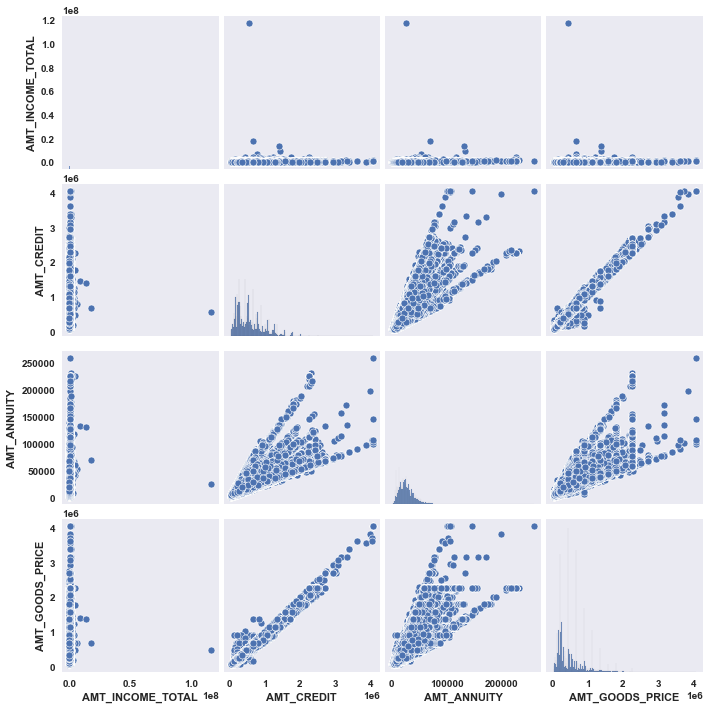 1e8
1.2
1.0
0.8
0.6
0.4
0.2
0.0
AMT_INCOME_TOTAL
1e6
4
3
2
1
0
AMT_CREDIT
250000
200000
150000
100000
50000
0
AMT_ANNUITY
1e6
4
3
2
1
0
AMT_GOODS_PRICE
0.0 0.5 1.0 0 1 2 3 4 0 100000 200000 0 1 2 3 4
1e8 1e6 1e6
AMT_INCOME_TOTAL AMT_CREDIT AMT_ANNUITY AMT_GOODS_PRICE